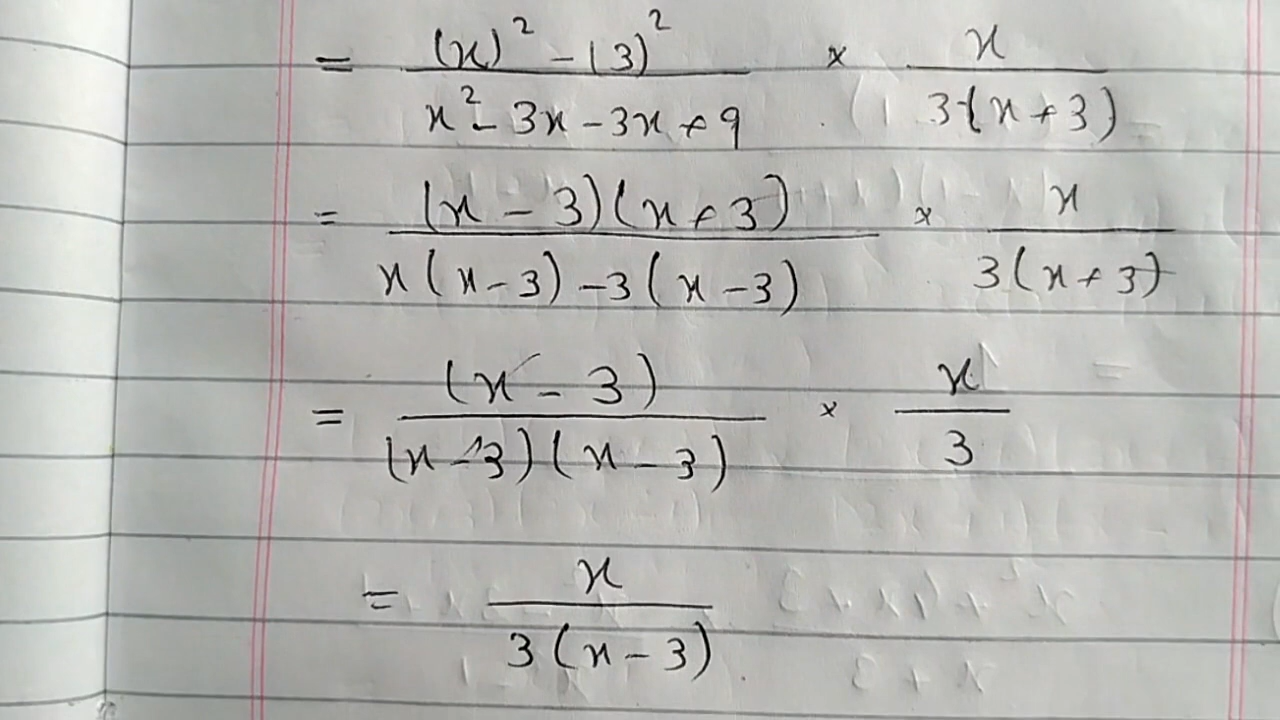 = (x)² - (3)² / x² - 3x - 3x + 9 × x / 3(x + 3)
= (x - 3)(x + 3) / x(x - 3) - 3(x - 3) × x / 3(x + 3)
= (x - 3) / (x - 3)(x - 3) × x / 3
= x / 3(x - 3)